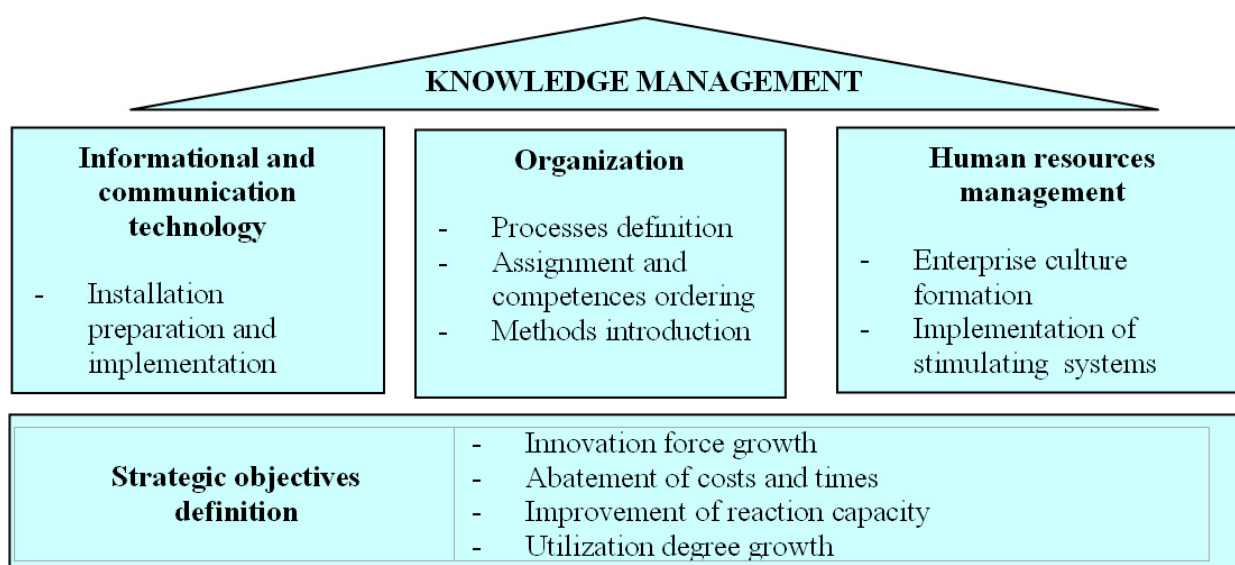 KNOWLEDGE MANAGEMENT
Informational and
communication
technology
- Installation
preparation and
implementation
Organization
- Processes definition
- Assignment and
competences ordering
- Methods introduction
Human resources
management
- Enterprise culture
formation
- Implementation of
stimulating systems
Strategic objectives
definition
- Innovation force growth
- Abatement of costs and times
- Improvement of reaction capacity
- Utilization degree growth